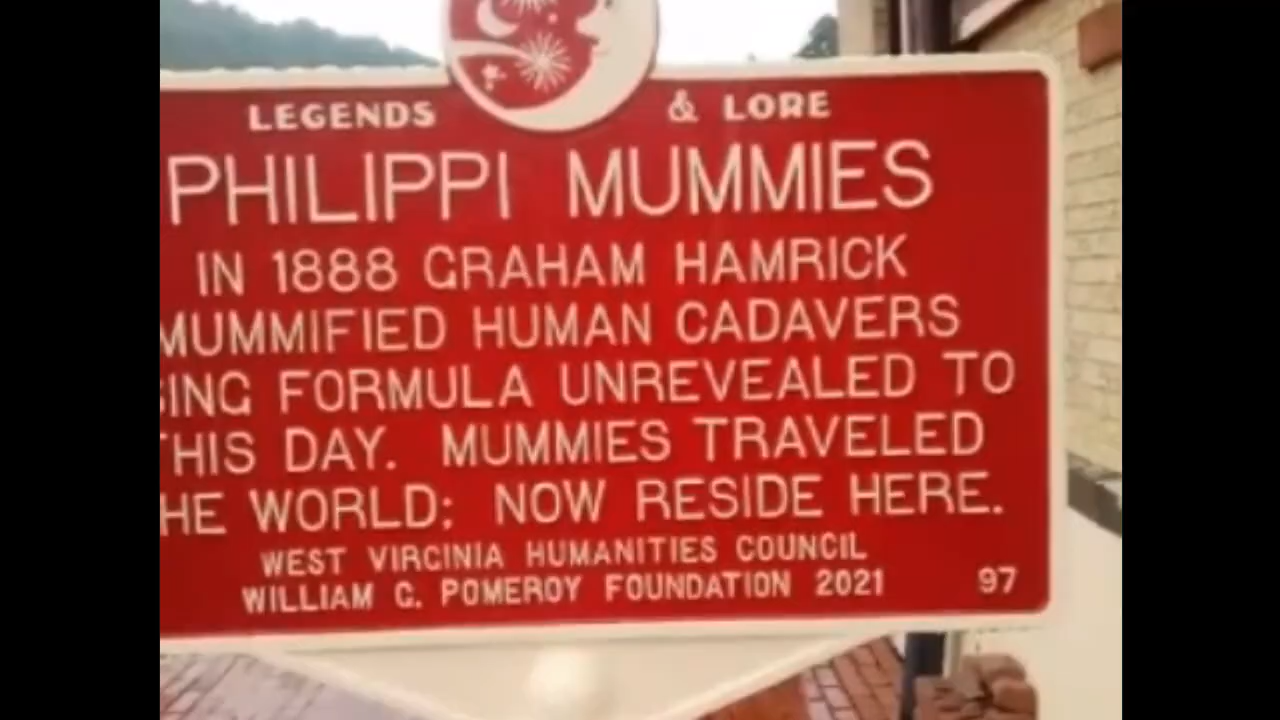 LEGENDS & LORE
PHILIPPI MUMMIES
IN 1888 GRAHAM HAMRICK
MUMMIFIED HUMAN CADAVERS
SING FORMULA UNREVEALED TO
THIS DAY. MUMMIES TRAVELED
HE WORLD; NOW RESIDE HERE.
WEST VIRGINIA HUMANITIES COUNCIL
WILLIAM G. POMEROY FOUNDATION 2021 97